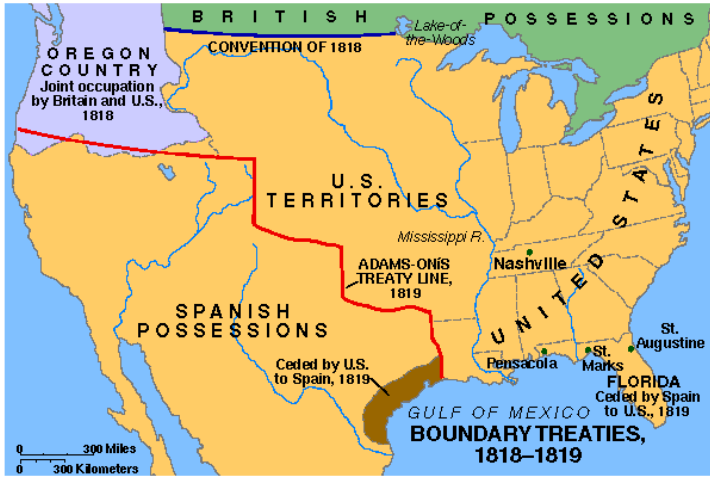 BRITISH POSSESSIONS
Lake-of-
the-Woods
CONVENTION OF 1818
OREGON
COUNTRY
Joint occupation
by Britain and U.S.,
1818
UNITED STATES
U.S.
TERRITORIES
Mississippi R.
Nashville
ADAMS-ONíS
TREATY LINE,
1819
SPANISH
POSSESSIONS
Ceded by U.S.
to Spain, 1819
Pensacola
St.
Marks
St.
Augustine
FLORIDA
Ceded by Spain
to U.S., 1819
GULF OF MEXICO
BOUNDARY TREATIES,
1818–1819
0 300 Miles
0 300 Kilometers